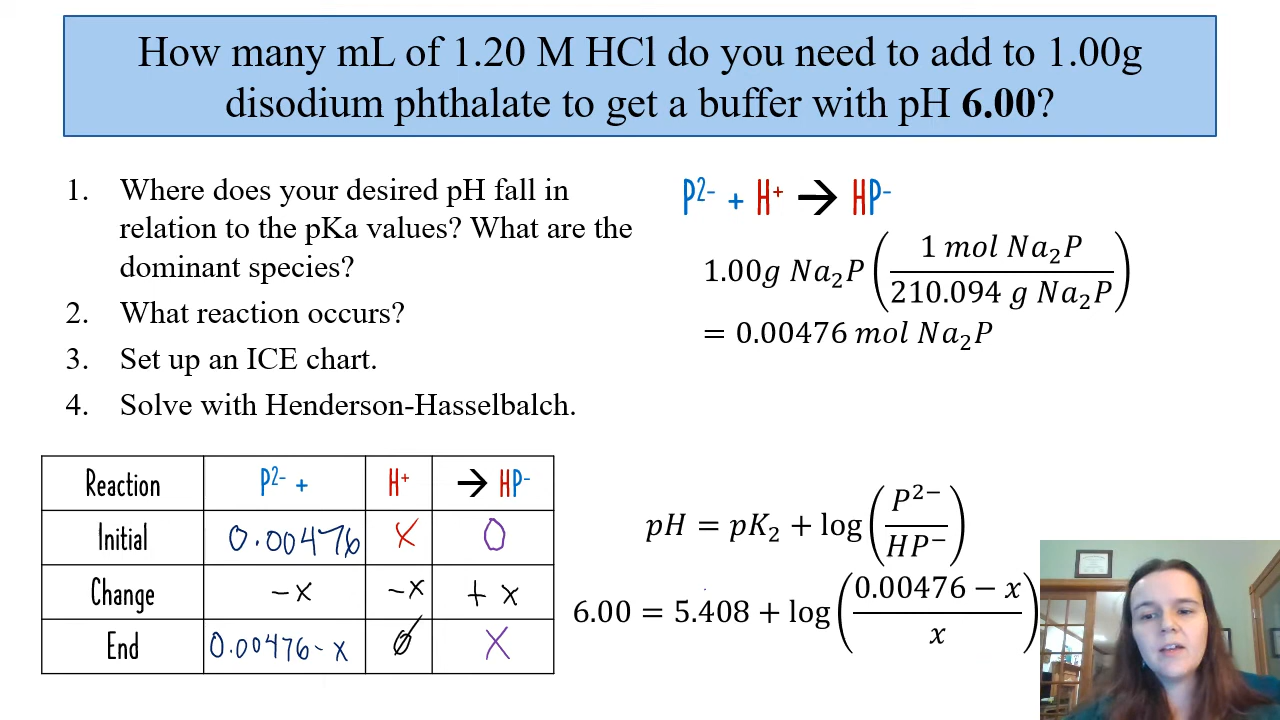 How many mL of 1.20 M HCl do you need to add to 1.00g
disodium phthalate to get a buffer with pH 6.00?
1. Where does your desired pH fall in
relation to the pKa values? What are the
dominant species?
2. What reaction occurs?
3. Set up an ICE chart.
4. Solve with Henderson-Hasselbalch.
P²⁻ + H⁺ → HP⁻
1.00g Na₂P (1 mol Na₂P / 210.094 g Na₂P)
= 0.00476 mol Na₂P
Reaction P²⁻ + H⁺ → HP⁻
Initial 0.00476 x 0
Change -x -x + x
End 0.00476 - x 0 x
pH = pK₂ + log(P²⁻ / HP⁻)
6.00 = 5.408 + log(0.00476 − x / x)